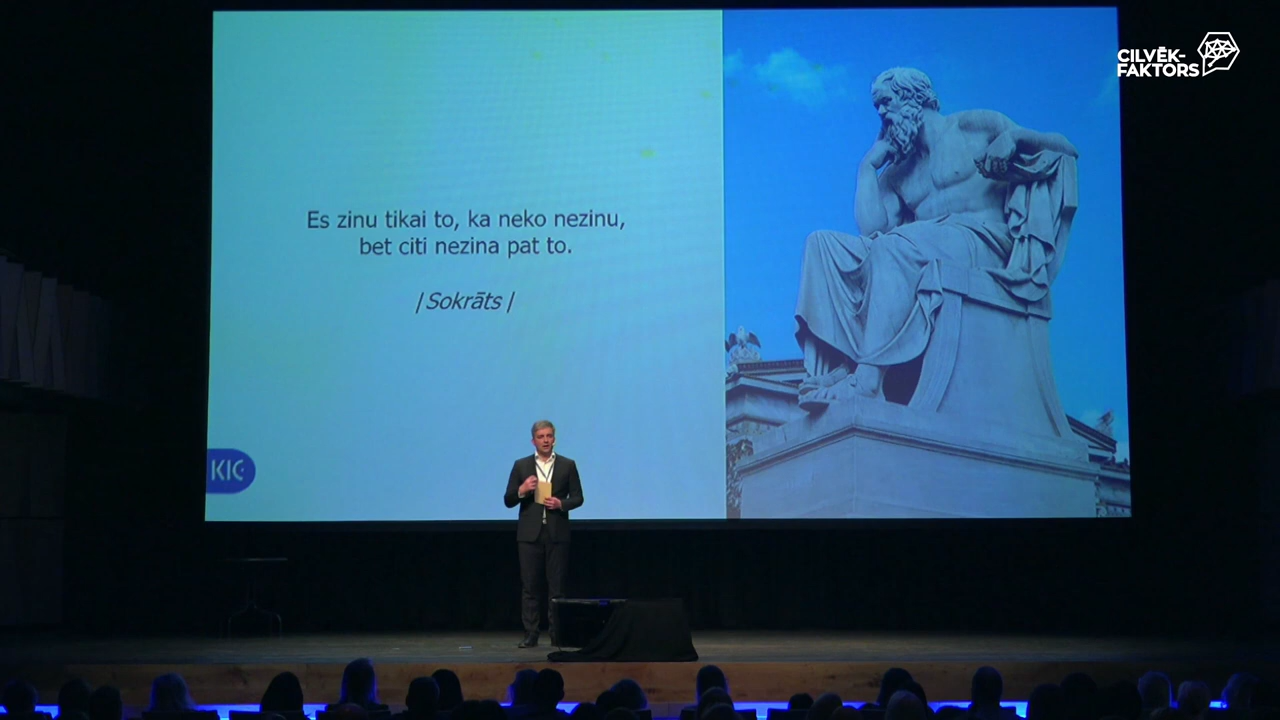 CILVĒK-
FAKTORS
Es zinu tikai to, ka neko nezinu,
bet citi nezina pat to.
| Sokrāts |
KIC